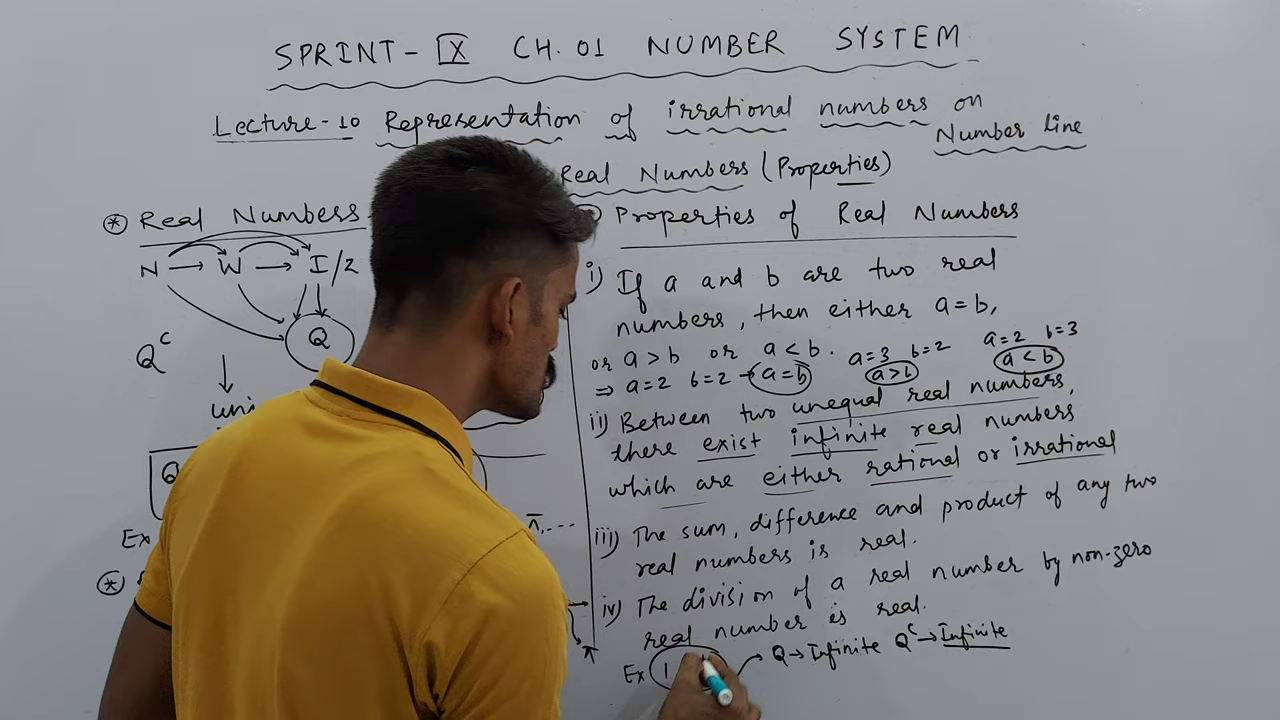 SPRINT-IX CH.01 NUMBER SYSTEM
Lecture-10 Representation of irrational numbers on
Number line
Real Numbers (Properties)
* Real Numbers
N → W → I/Z
Q
Q^c
uni
Q
Ex
*
π, ...
π
Properties of Real Numbers
i) If a and b are two real
numbers, then either a=b,
or a>b or a<b.
a=3 b=2
a=2 b=3
⇒ a=2 b=2 → a=b
a>b
a<b
ii) Between two unequal real numbers,
there exist infinite real numbers
which are either rational or irrational
iii) The sum, difference and product of any two
real numbers is real.
iv) The division of a real number by non-zero
real number is real.
Ex 1
Q→Infinite Q^c→Infinite